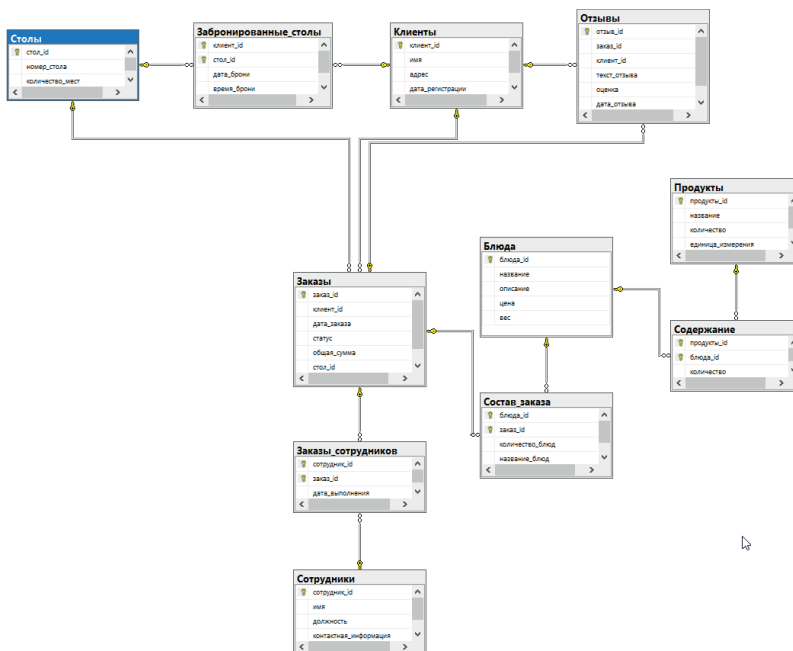 Столы
стол_id
номер_стола
количество_мест
Забронированные_столы
клиент_id
стол_id
дата_брони
время_брони
Клиенты
клиент_id
имя
адрес
дата_регистрации
Отзывы
отзыв_id
заказ_id
клиент_id
текст_отзыва
оценка
дата_отзыва
Продукты
продукты_id
название
количество
единица_измерения
Блюда
блюда_id
название
описание
цена
вес
Заказы
заказ_id
клиент_id
дата_заказа
статус
общая_сумма
стол_id
Содержание
продукты_id
блюда_id
количество
Состав_заказа
блюда_id
заказ_id
количество_блюд
название_блюд
Заказы_сотрудников
сотрудник_id
заказ_id
дата_выполнения
Сотрудники
сотрудник_id
имя
должность
контактная_информация